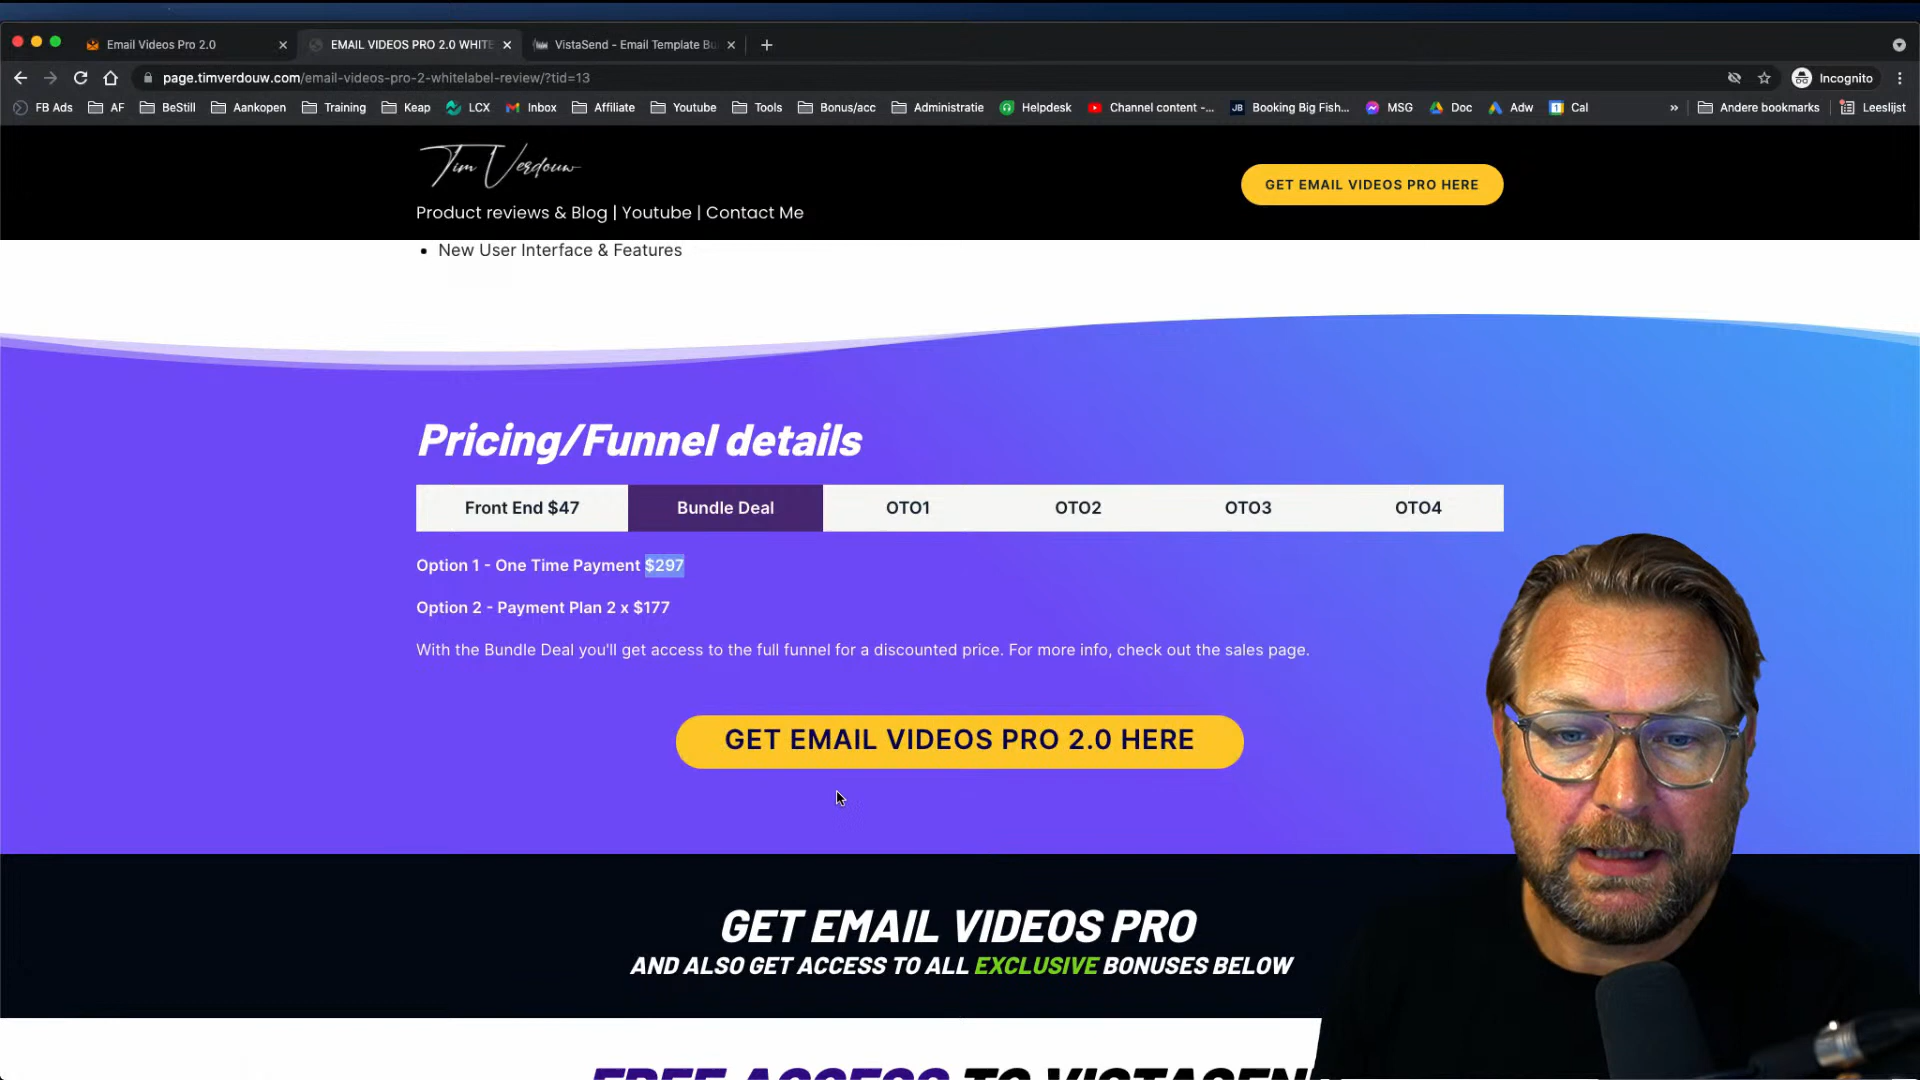 Email Videos Pro 2.0
EMAIL VIDEOS PRO 2.0 WHITE
VistaSend - Email Template Bu
page.timverdouw.com/email-videos-pro-2-whitelabel-review/?tid=13
Incognito
FB Ads
AF
BeStill
Aankopen
Training
Keap
LCX
Inbox
Affiliate
Youtube
Tools
Bonus/acc
Administratie
Helpdesk
Channel content -...
JB
Booking Big Fish...
MSG
Doc
Adw
1
Cal
»
Andere bookmarks
Leeslijst
Tim Verdouw
Product reviews & Blog | Youtube | Contact Me
GET EMAIL VIDEOS PRO HERE
• New User Interface & Features
Pricing/Funnel details
Front End $47
Bundle Deal
OTO1
OTO2
OTO3
OTO4
Option 1 - One Time Payment $297
Option 2 - Payment Plan 2 x $177
With the Bundle Deal you'll get access to the full funnel for a discounted price. For more info, check out the sales page.
GET EMAIL VIDEOS PRO 2.0 HERE
GET EMAIL VIDEOS PRO
AND ALSO GET ACCESS TO ALL EXCLUSIVE BONUSES BELOW
FREE ACCESS TO VISTASEND